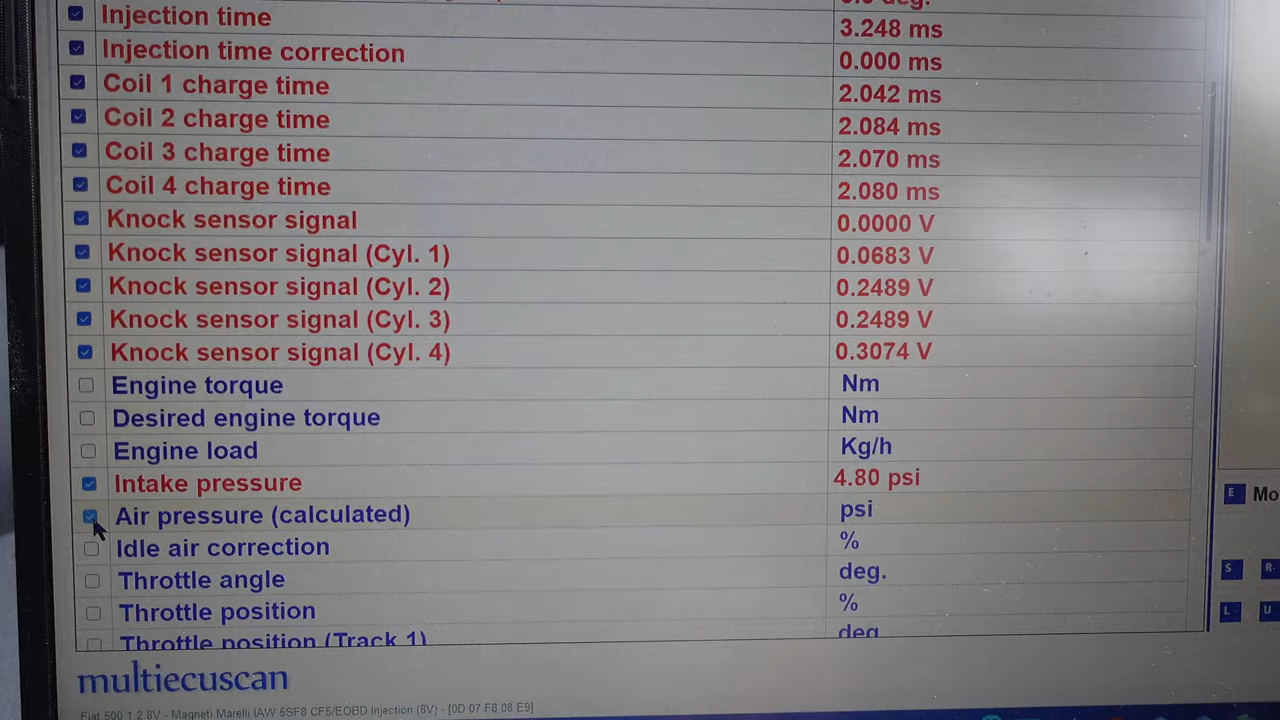 Injection time 3.248 ms
Injection time correction 0.000 ms
Coil 1 charge time 2.042 ms
Coil 2 charge time 2.084 ms
Coil 3 charge time 2.070 ms
Coil 4 charge time 2.080 ms
Knock sensor signal 0.0000 V
Knock sensor signal (Cyl. 1) 0.0683 V
Knock sensor signal (Cyl. 2) 0.2489 V
Knock sensor signal (Cyl. 3) 0.2489 V
Knock sensor signal (Cyl. 4) 0.3074 V
Engine torque Nm
Desired engine torque Nm
Engine load Kg/h
Intake pressure 4.80 psi
E Mo
Air pressure (calculated) psi
Idle air correction %
S R
Throttle angle deg.
Throttle position %
L U
Throttle position (Track 1) deg
multiecuscan
Fiat 500 1.2 8V - Magneti Marelli IAW 5SF8 CF5/EOBD Injection (8V) - [0D 07 F8 08 E9]